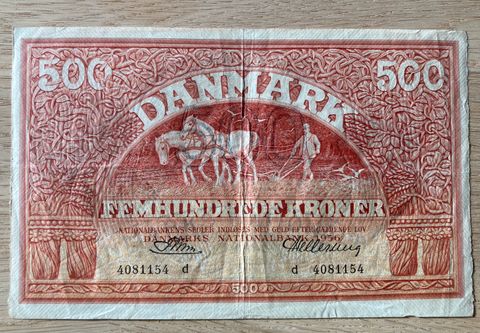 500 500
DANMARK
FEMHUNDREDE KRONER
NATIONALBANKENS SEDLER INDLØSES MED GULD EFTER GÆLDENDE LOV
DANMARKS NATIONALBANK
4081154 d d 4081154
500